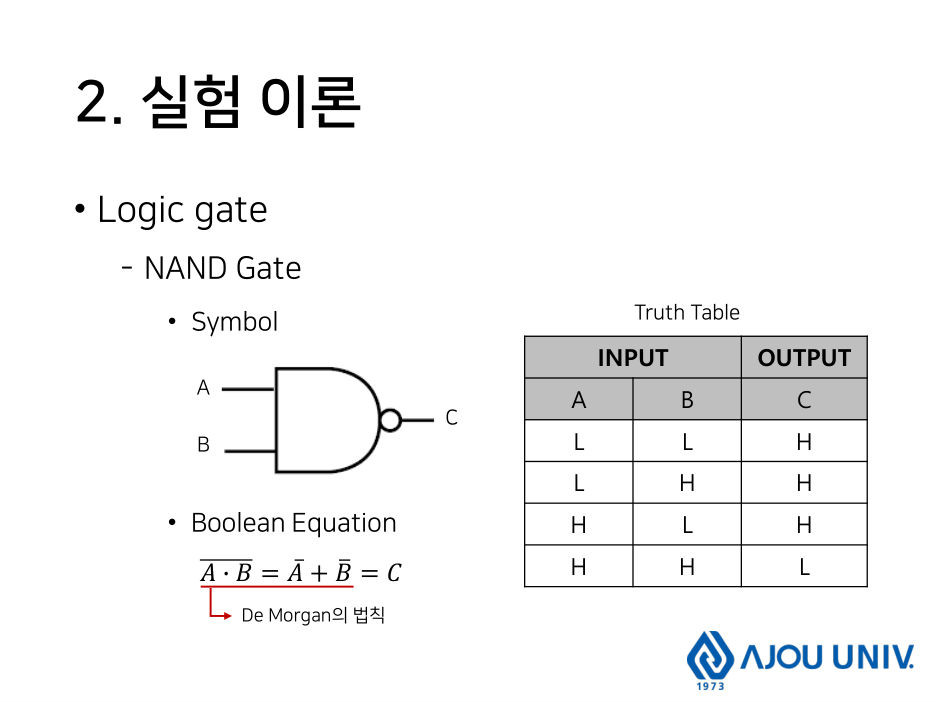 2. 실험 이론
• Logic gate
- NAND Gate
• Symbol
A
B
C
• Boolean Equation
$\overline{A \cdot B} = \bar{A} + \bar{B} = C$
De Morgan의 법칙
Truth Table
INPUT OUTPUT
A B C
L L H
L H H
H L H
H H L
AJOU UNIV.
1973